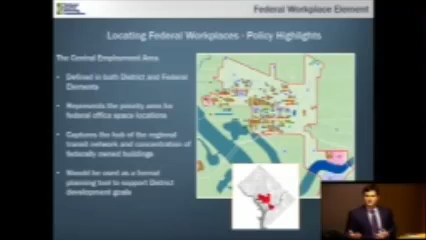 Federal Workplace Element
Locating Federal Workplaces - Policy Highlights
The Central Employment Area
Defined in both District and Federal
Elements
Represents the priority area for
federal office space locations
Captures the hub of the regional
transit network and concentration of
federally owned buildings
Should be used as a formal
planning tool to support District
development goals